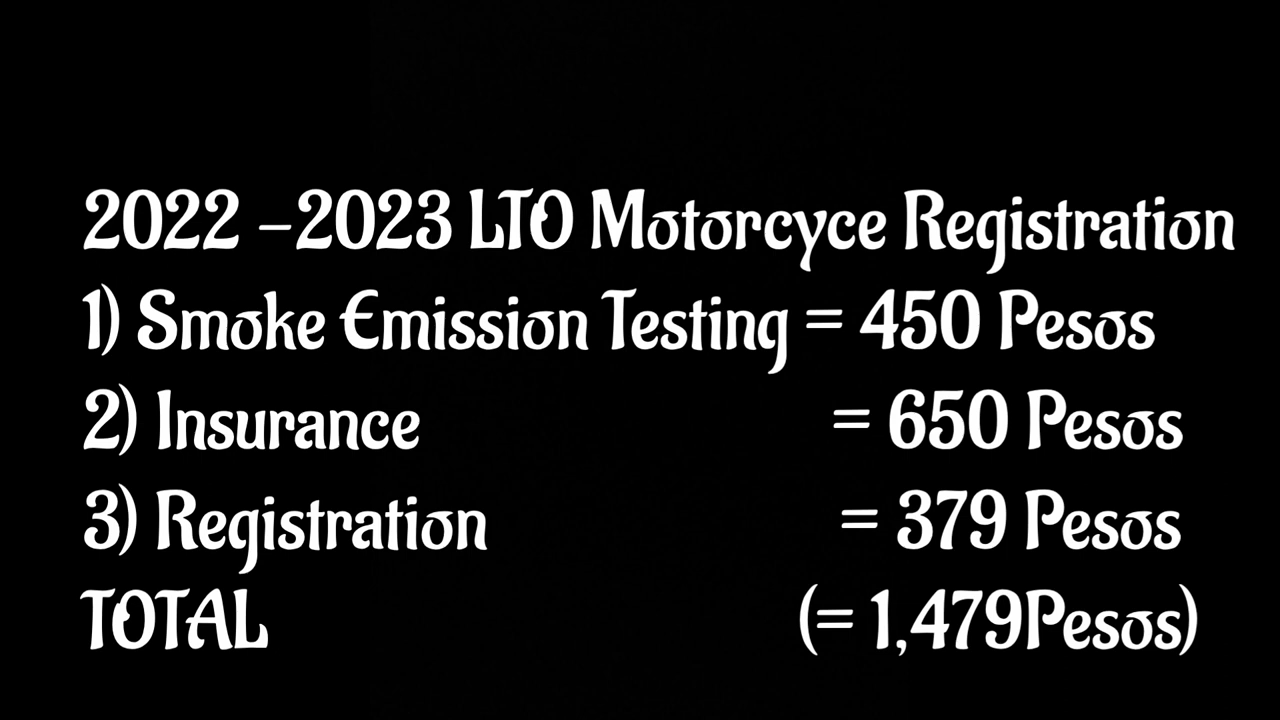 2022 -2023 LTO Motorcyce Registration
1) Smoke Emission Testing = 450 Pesos
2) Insurance = 650 Pesos
3) Registration = 379 Pesos
TOTAL (= 1,479Pesos)